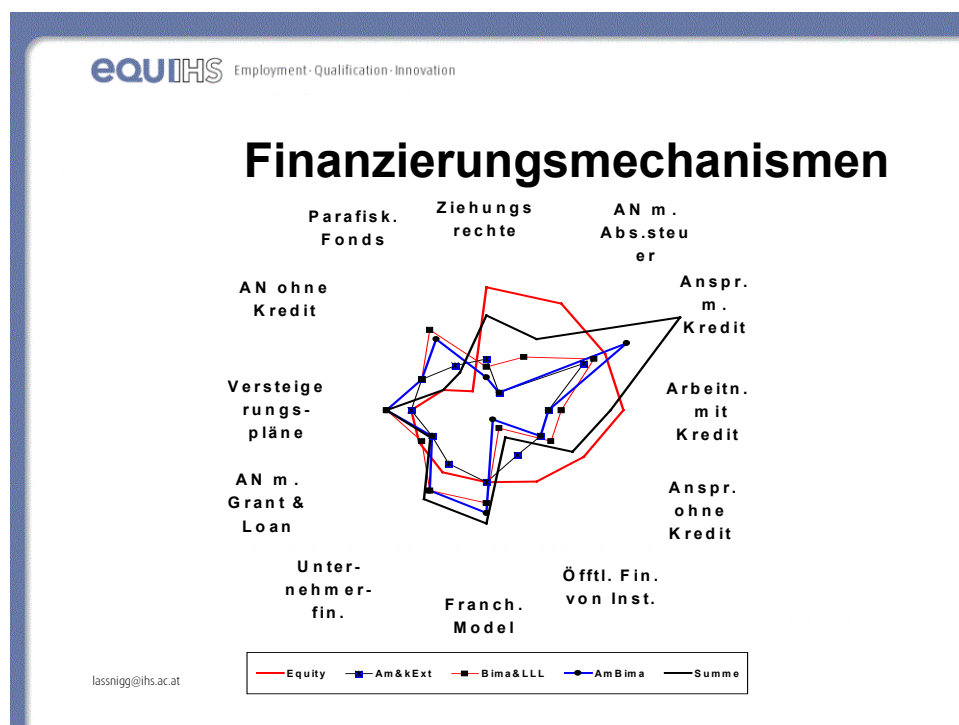 equIHS Employment · Qualification · Innovation
Finanzierungsmechanismen
Ziehungs
rechte
AN m.
Abs.steu
er
Anspr.
m.
Kredit
Arbeitn.
mit
Kredit
Anspr.
ohne
Kredit
Öfftl. Fin.
von Inst.
Franch.
Model
Unter-
nehmer-
fin.
AN m.
Grant &
Loan
Versteige
rungs-
pläne
AN ohne
Kredit
Parafisk.
Fonds
Equity Am&kExt Bima&LLL AmBima Summe
lassnigg@ihs.ac.at